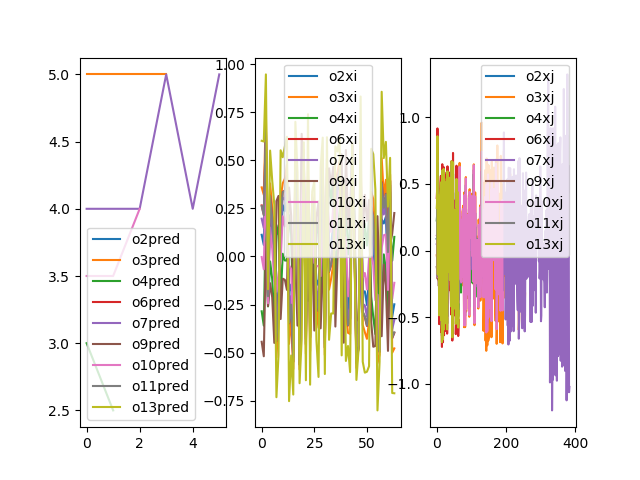 5.0
4.5
4.0
3.5
3.0
2.5
0
2
4
o2pred
o3pred
o4pred
o6pred
o7pred
o9pred
o10pred
o11pred
o13pred
1.00
0.75
0.50
0.25
0.00
−0.25
−0.50
−0.75
0
25
50
o2xi
o3xi
o4xi
o6xi
o7xi
o9xi
o10xi
o11xi
o13xi
1.0
0.5
0.0
−0.5
−1.0
0
200
400
o2xj
o3xj
o4xj
o6xj
o7xj
o9xj
o10xj
o11xj
o13xj